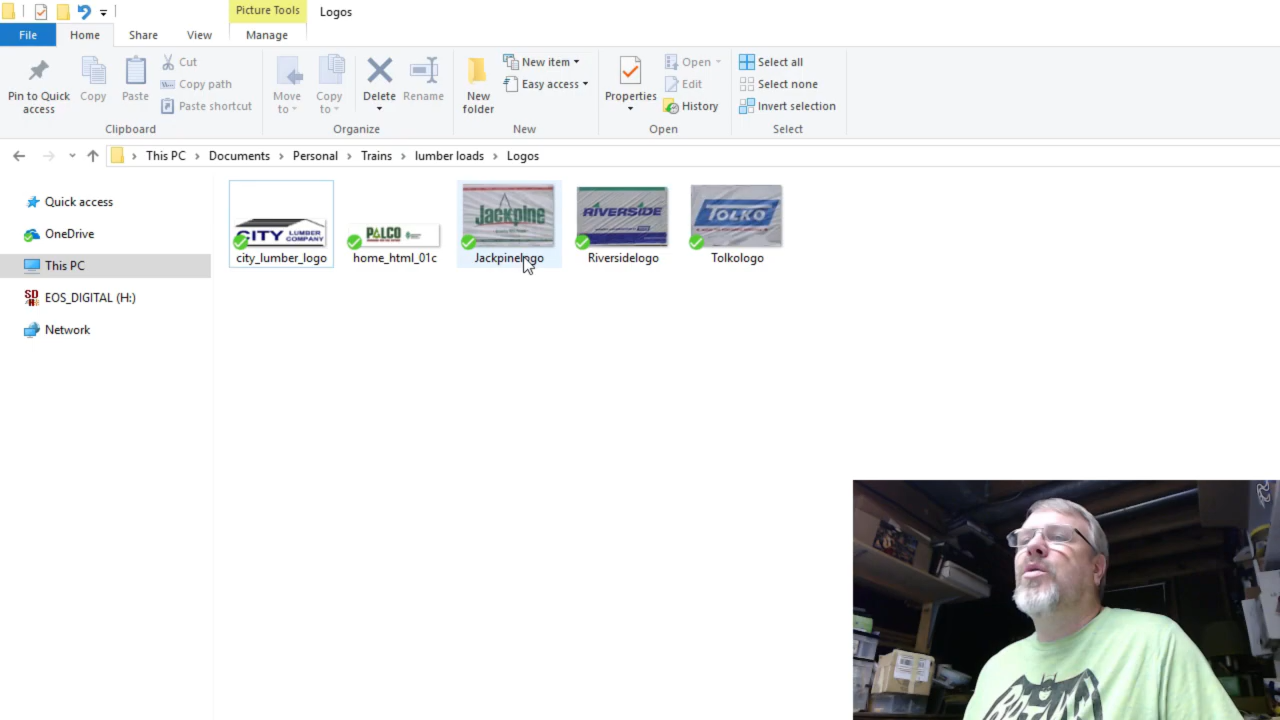 Picture Tools
Logos
File
Home
Share
View
Manage
Pin to Quick access
Copy
Paste
Cut
Copy path
Paste shortcut
Clipboard
Move to
Copy to
Delete
Rename
Organize
New folder
New item
Easy access
New
Properties
Open
Edit
History
Open
Select all
Select none
Invert selection
Select
This PC > Documents > Personal > Trains > lumber loads > Logos
Quick access
OneDrive
This PC
EOS_DIGITAL (H:)
Network
CITY LUMBER COMPANY
PALCO
Jackpine
RIVERSIDE
TOLKO
city_lumber_logo
home_html_01c
Jackpinelogo
Riversidelogo
Tolkologo